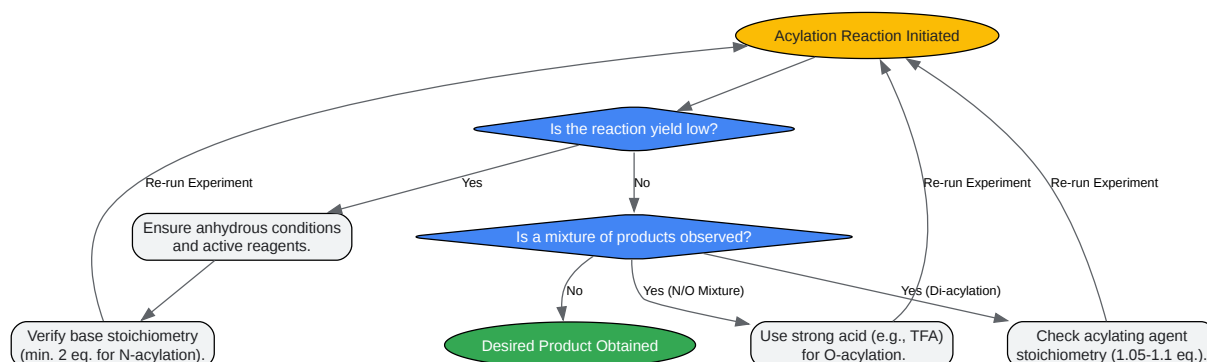 Acylation Reaction Initiated
Is the reaction yield low?
Re-run Experiment
Yes
No
Re-run Experiment
Re-run Experiment
Ensure anhydrous conditions
and active reagents.
Is a mixture of products observed?
No
Yes (N/O Mixture)
Yes (Di-acylation)
Verify base stoichiometry
(min. 2 eq. for N-acylation).
Desired Product Obtained
Use strong acid (e.g., TFA)
for O-acylation.
Check acylating agent
stoichiometry (1.05-1.1 eq.).